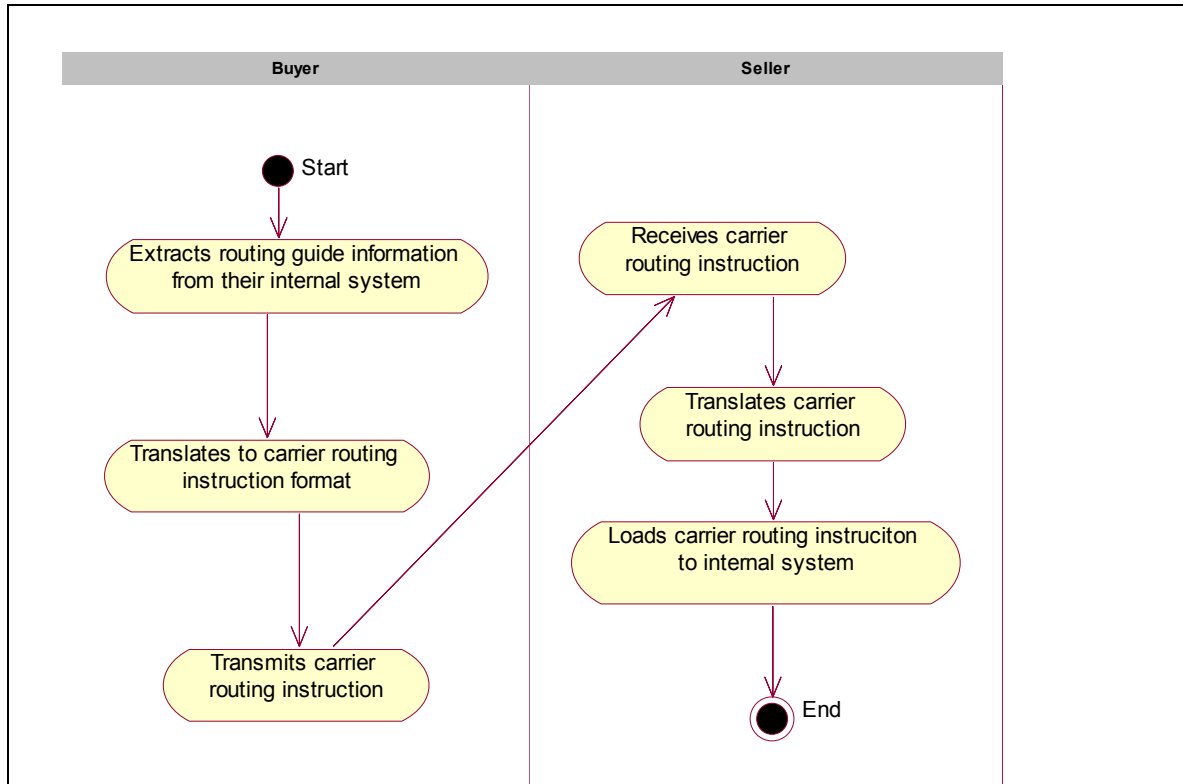 Buyer
Seller
Start
Extracts routing guide information
from their internal system
Translates to carrier routing
instruction format
Transmits carrier
routing instruction
Receives carrier
routing instruction
Translates carrier
routing instruction
Loads carrier routing instruciton
to internal system
End